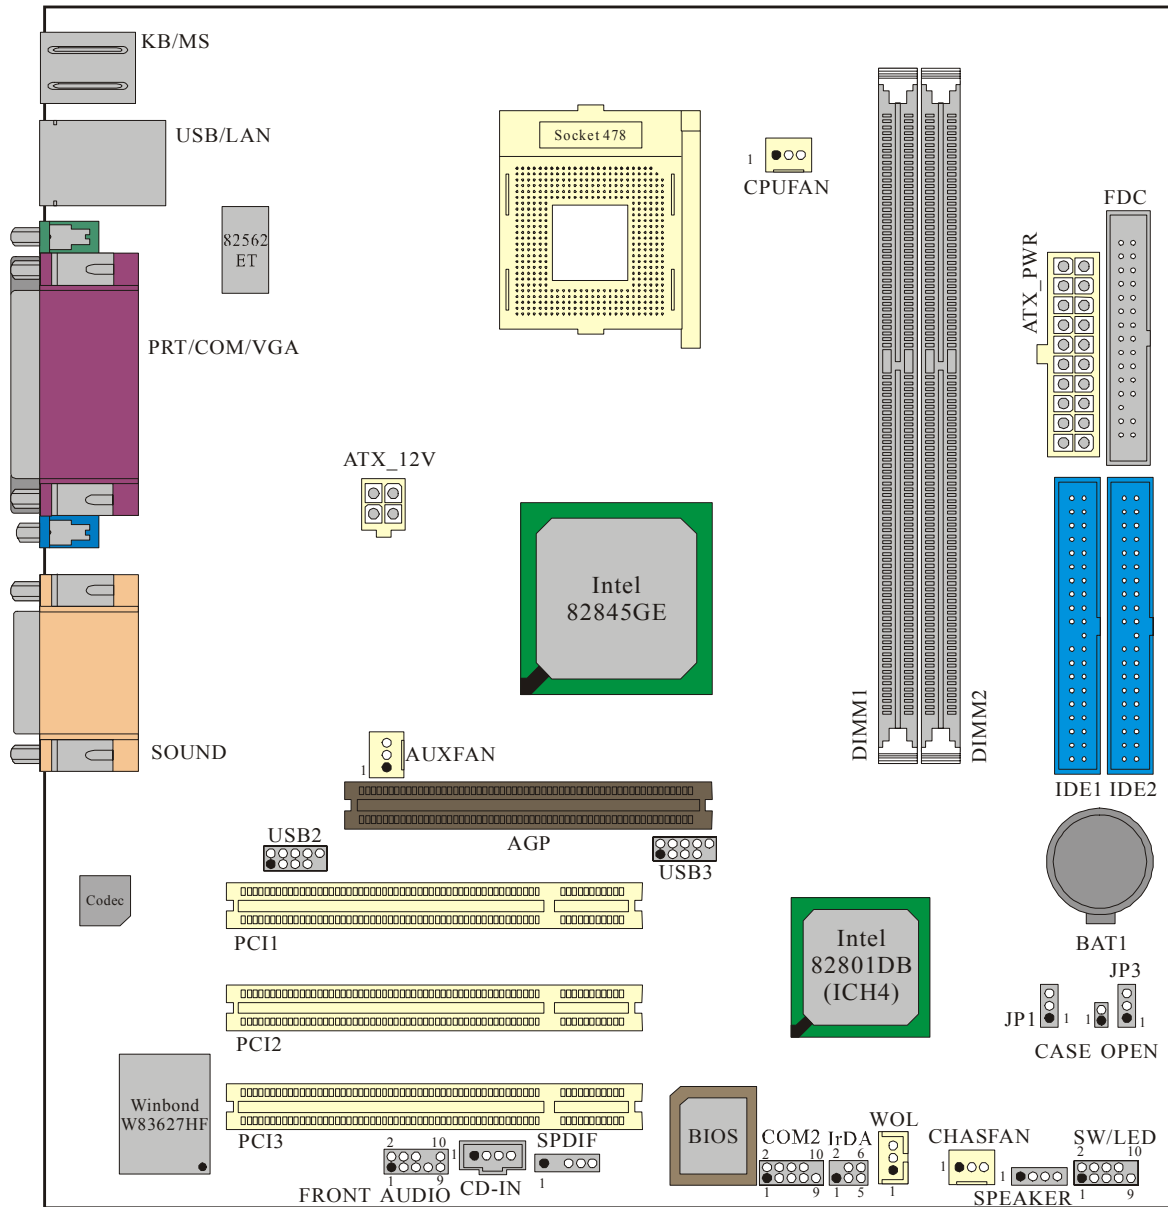 KB/MS
USB/LAN
Socket 478
1
CPUFAN
FDC
82562
ET
ATX_PWR
PRT/COM/VGA
ATX_12V
Intel
82845GE
DIMM1
DIMM2
SOUND
AUXFAN
1
IDE1 IDE2
AGP
USB2
USB3
Codec
PCI1
Intel
82801DB
(ICH4)
BAT1
JP3
JP1
1
1
1
CASE OPEN
PCI2
Winbond
W83627HF
PCI3
BIOS
2 10
1 9
FRONT AUDIO
1
CD-IN
SPDIF
1
COM2
2 10
1 9
IrDA
2 6
1 5
WOL
1
CHASFAN
1
1
SPEAKER
SW/LED
2 10
1 9